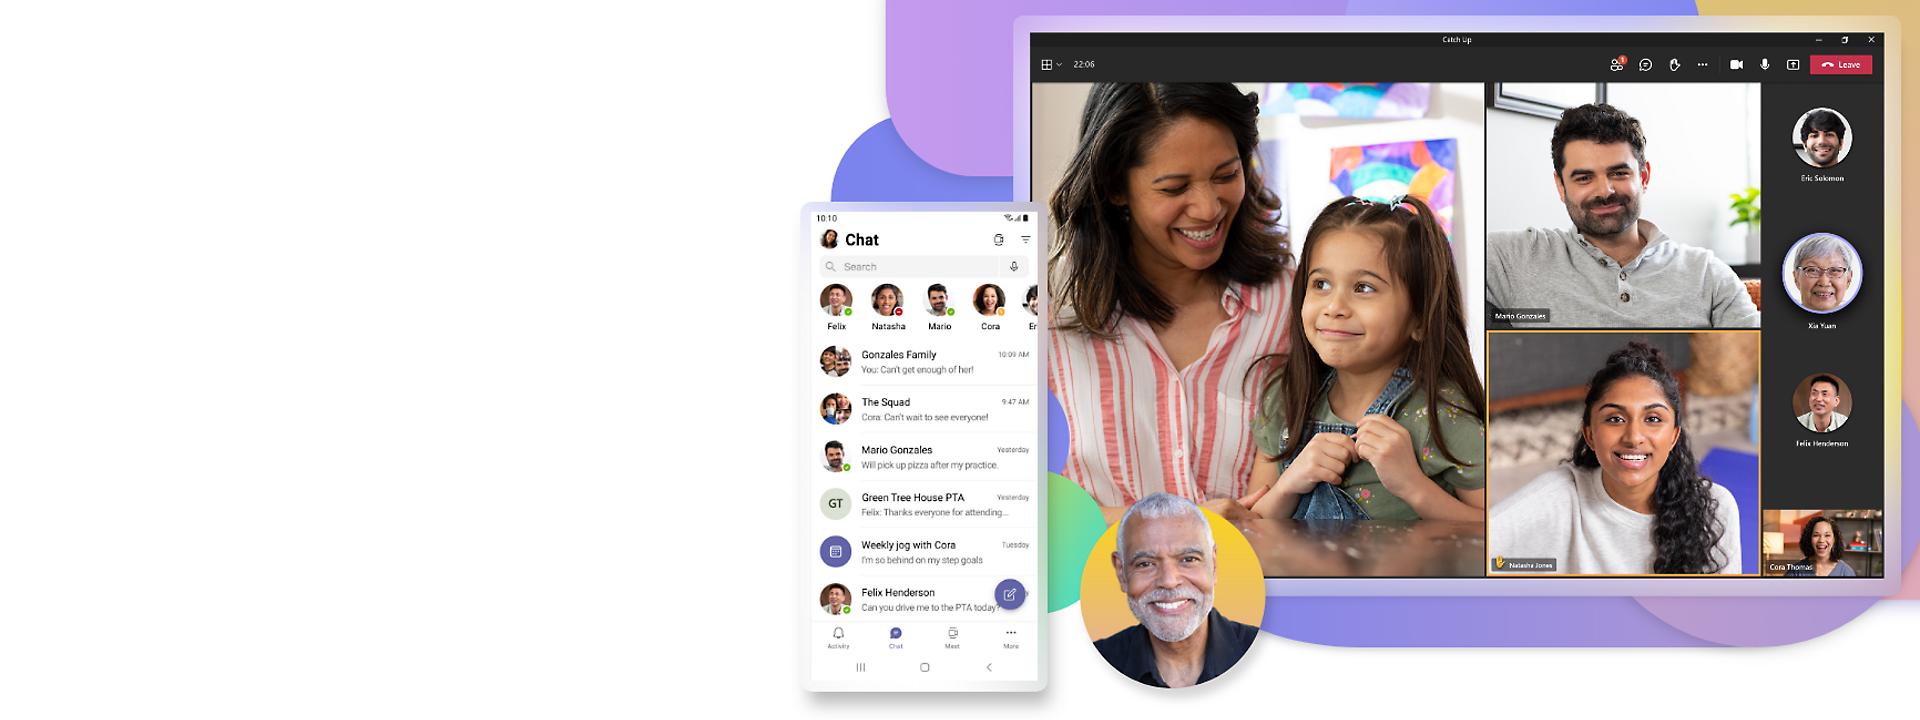 10:10
Chat
Search
Felix
Natasha
Mario
Cora
Er
Gonzales Family 10:09 AM
You: Can't get enough of her!
The Squad 9:47 AM
Cora: Can't wait to see everyone!
Mario Gonzales Yesterday
Will pick up pizza after my practice.
GT
Green Tree House PTA Yesterday
Felix: Thanks everyone for attending...
Weekly jog with Cora Tuesday
I'm so behind on my step goals
Felix Henderson
Can you drive me to the PTA today?
Activity
Chat
Meet
More
Catch Up
22:06
1
Leave
Mario Gonzales
Natasha Jones
Eric Solomon
Xia Yuan
Felix Henderson
Cora Thomas